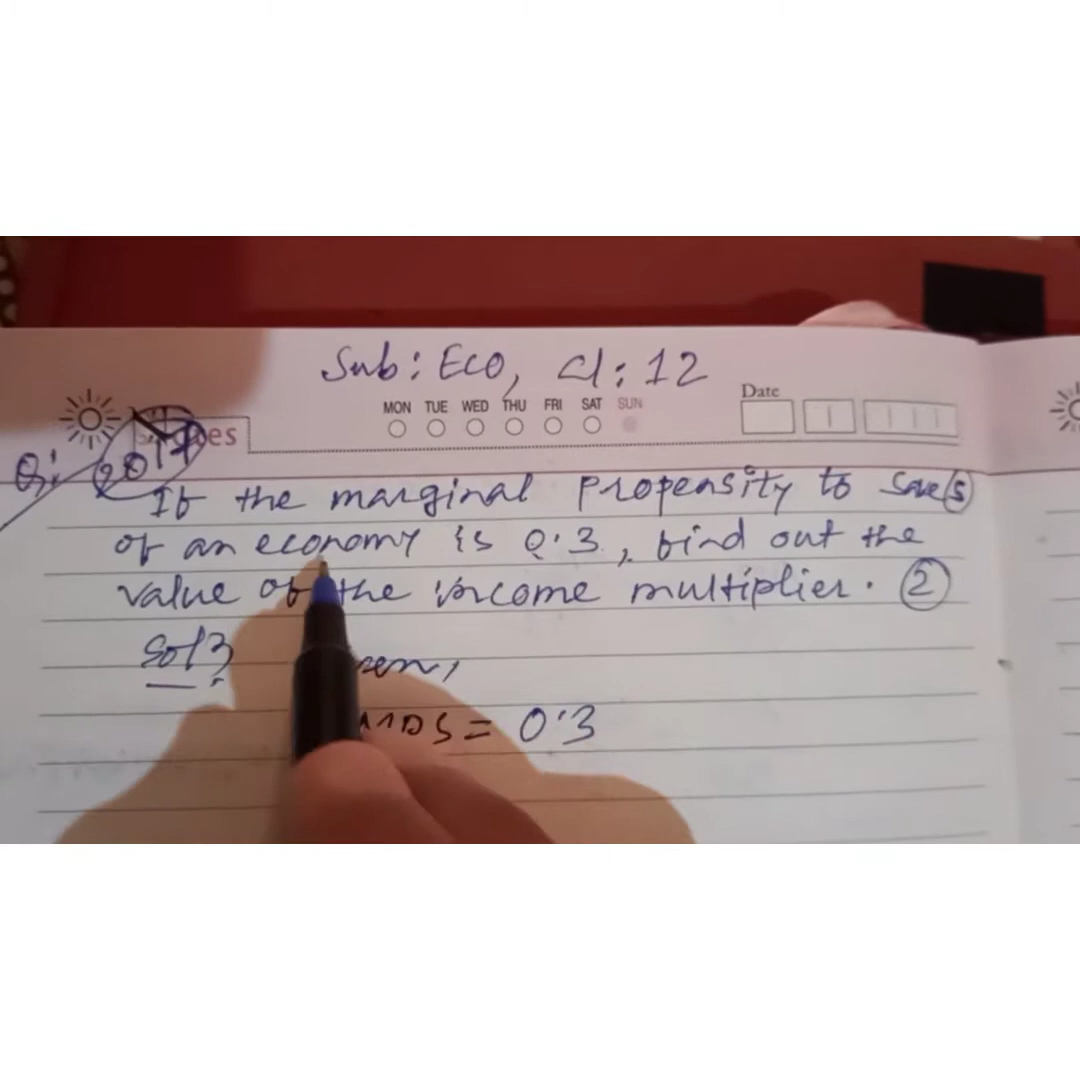 Sub: Eco, Cl: 12
Date
MON TUE WED THU FRI SAT SUN
Q:
2017
If the marginal propensity to save(s)
of an economy is 0.3, find out the
value of the income multiplier. (2)
Sol?
MPS = 0.3